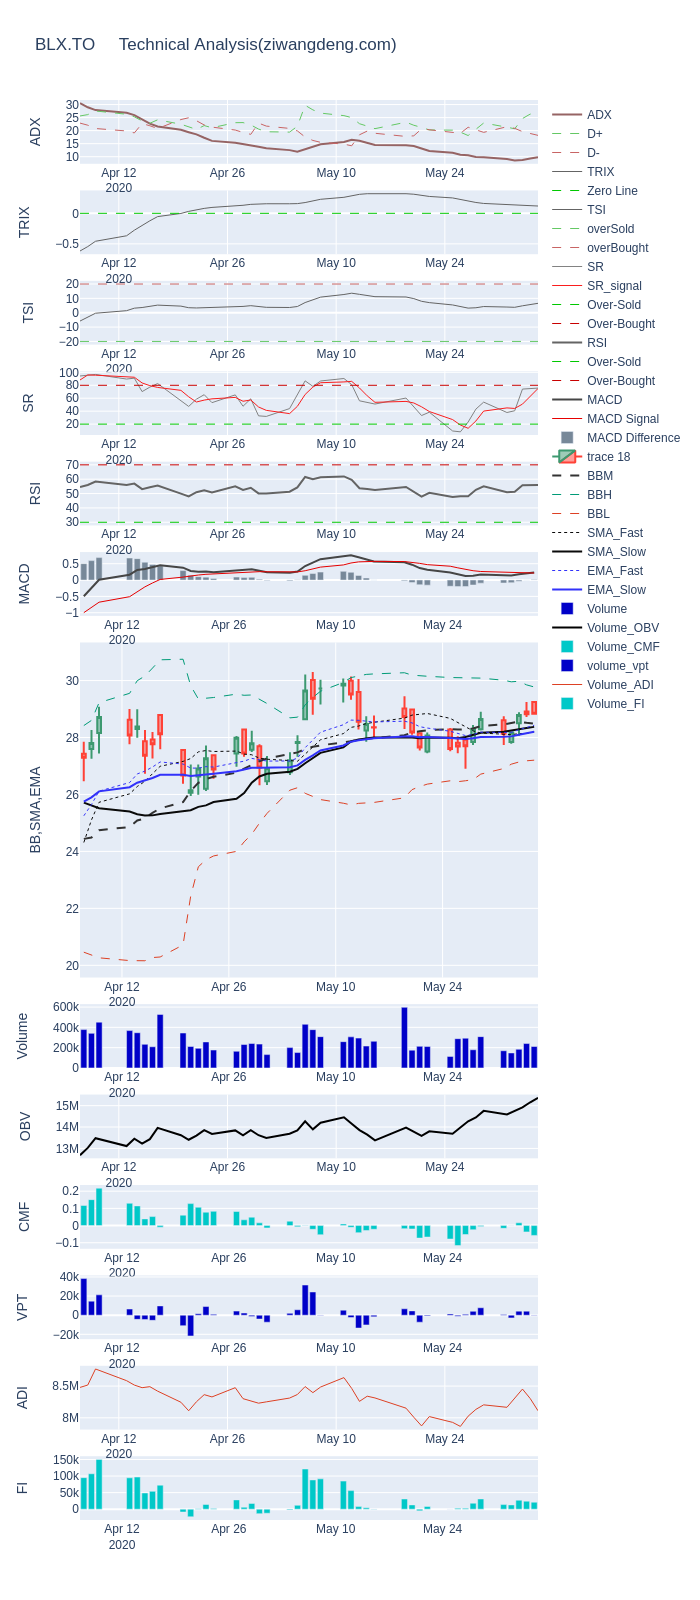 BLX.TO    Technical Analysis(ziwangdeng.com)
ADX
30
25
20
15
10
Apr 12
2020
Apr 26
May 10
May 24
TRIX
0
−0.5
Apr 12
2020
Apr 26
May 10
May 24
TSI
20
10
0
−10
−20
Apr 12
2020
Apr 26
May 10
May 24
SR
100
80
60
40
20
Apr 12
2020
Apr 26
May 10
May 24
RSI
70
60
50
40
30
Apr 12
2020
Apr 26
May 10
May 24
MACD
0.5
0
−0.5
−1
Apr 12
2020
Apr 26
May 10
May 24
BB,SMA,EMA
30
28
26
24
22
20
Apr 12
2020
Apr 26
May 10
May 24
Volume
600k
400k
200k
0
Apr 12
2020
Apr 26
May 10
May 24
OBV
15M
14M
13M
Apr 12
2020
Apr 26
May 10
May 24
CMF
0.2
0.1
0
−0.1
Apr 12
2020
Apr 26
May 10
May 24
VPT
40k
20k
0
−20k
Apr 12
2020
Apr 26
May 10
May 24
ADI
8.5M
8M
Apr 12
2020
Apr 26
May 10
May 24
FI
150k
100k
50k
0
Apr 12
2020
Apr 26
May 10
May 24
ADX
D+
D-
TRIX
Zero Line
TSI
overSold
overBought
SR
SR_signal
Over-Sold
Over-Bought
RSI
Over-Sold
Over-Bought
MACD
MACD Signal
MACD Difference
trace 18
BBM
BBH
BBL
SMA_Fast
SMA_Slow
EMA_Fast
EMA_Slow
Volume
Volume_OBV
Volume_CMF
volume_vpt
Volume_ADI
Volume_FI